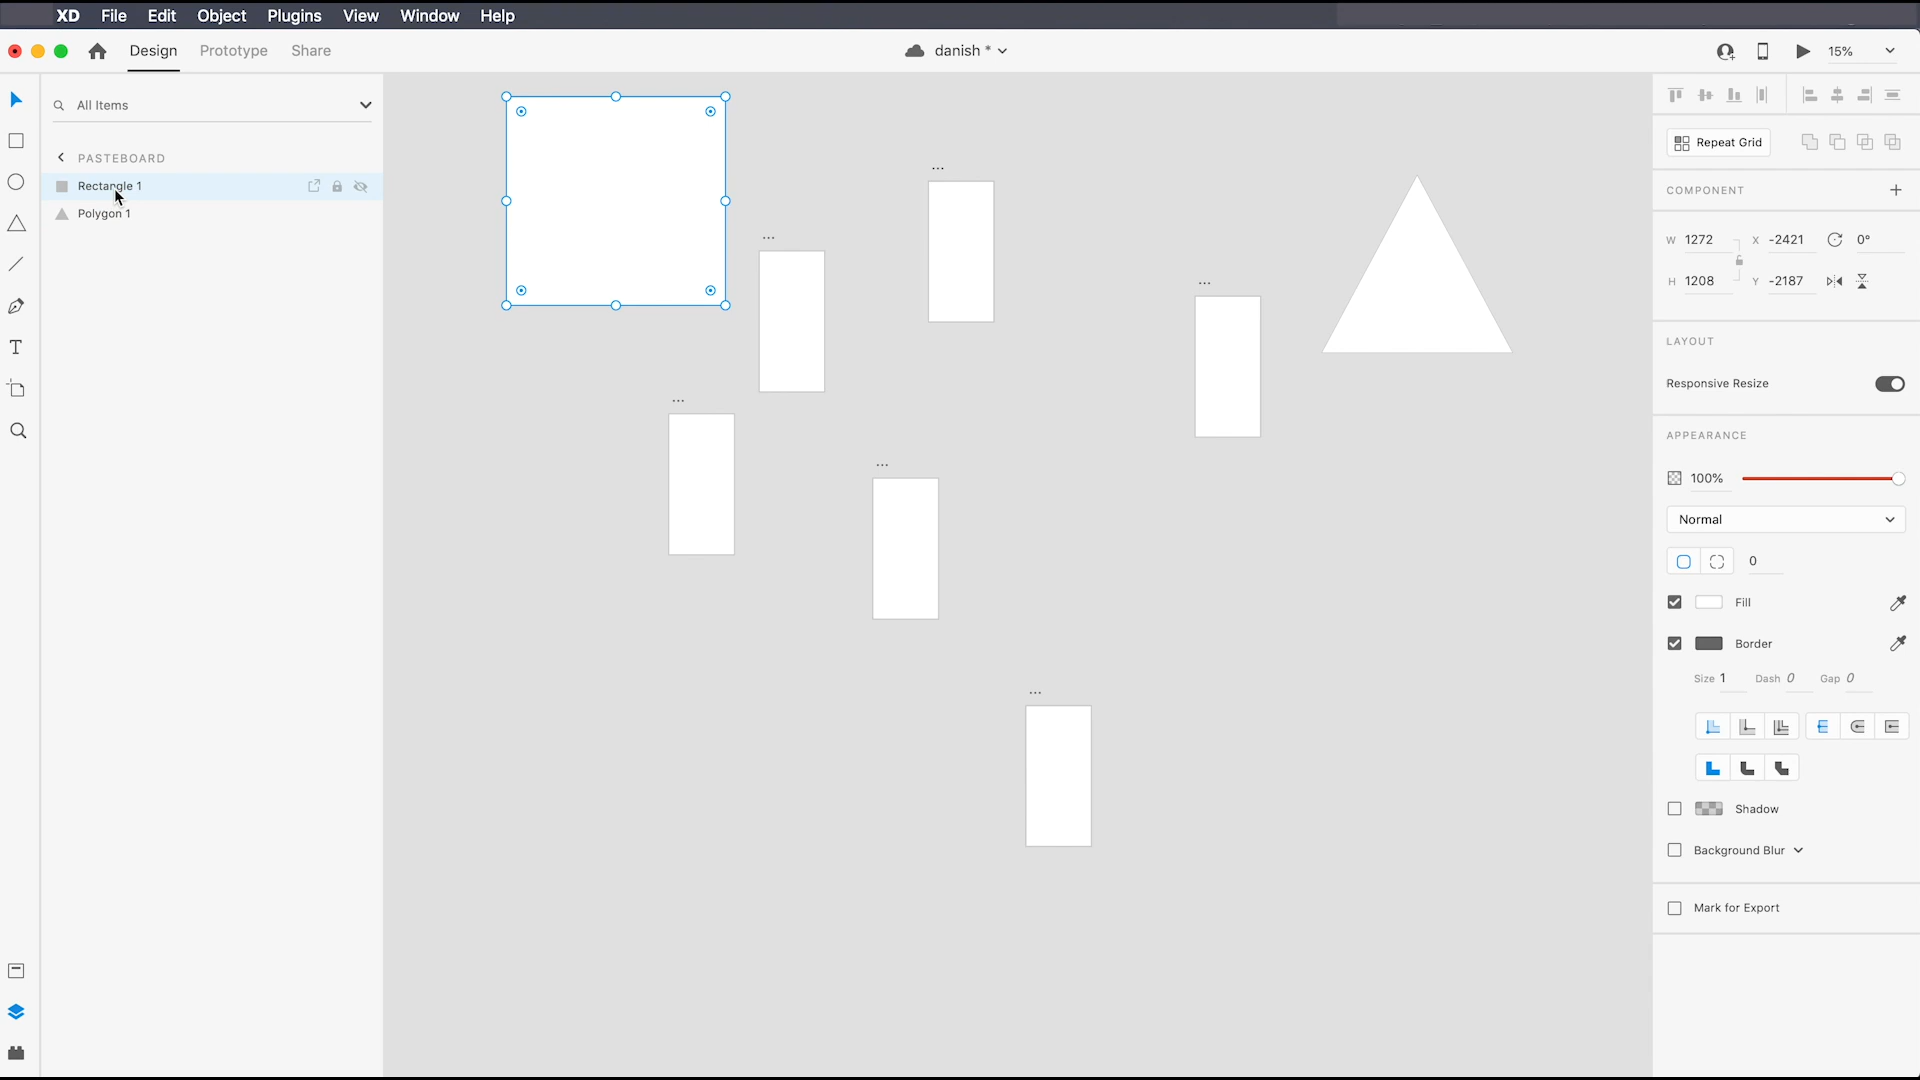 XD File Edit Object Plugins View Window Help
Design Prototype Share
danish *
15%
All Items
PASTEBOARD
Rectangle 1
Polygon 1
...
...
...
...
...
...
Repeat Grid
COMPONENT
W 1272 X -2421 0°
H 1208 Y -2187
LAYOUT
Responsive Resize
APPEARANCE
100%
Normal
0
Fill
Border
Size 1 Dash 0 Gap 0
Shadow
Background Blur
Mark for Export